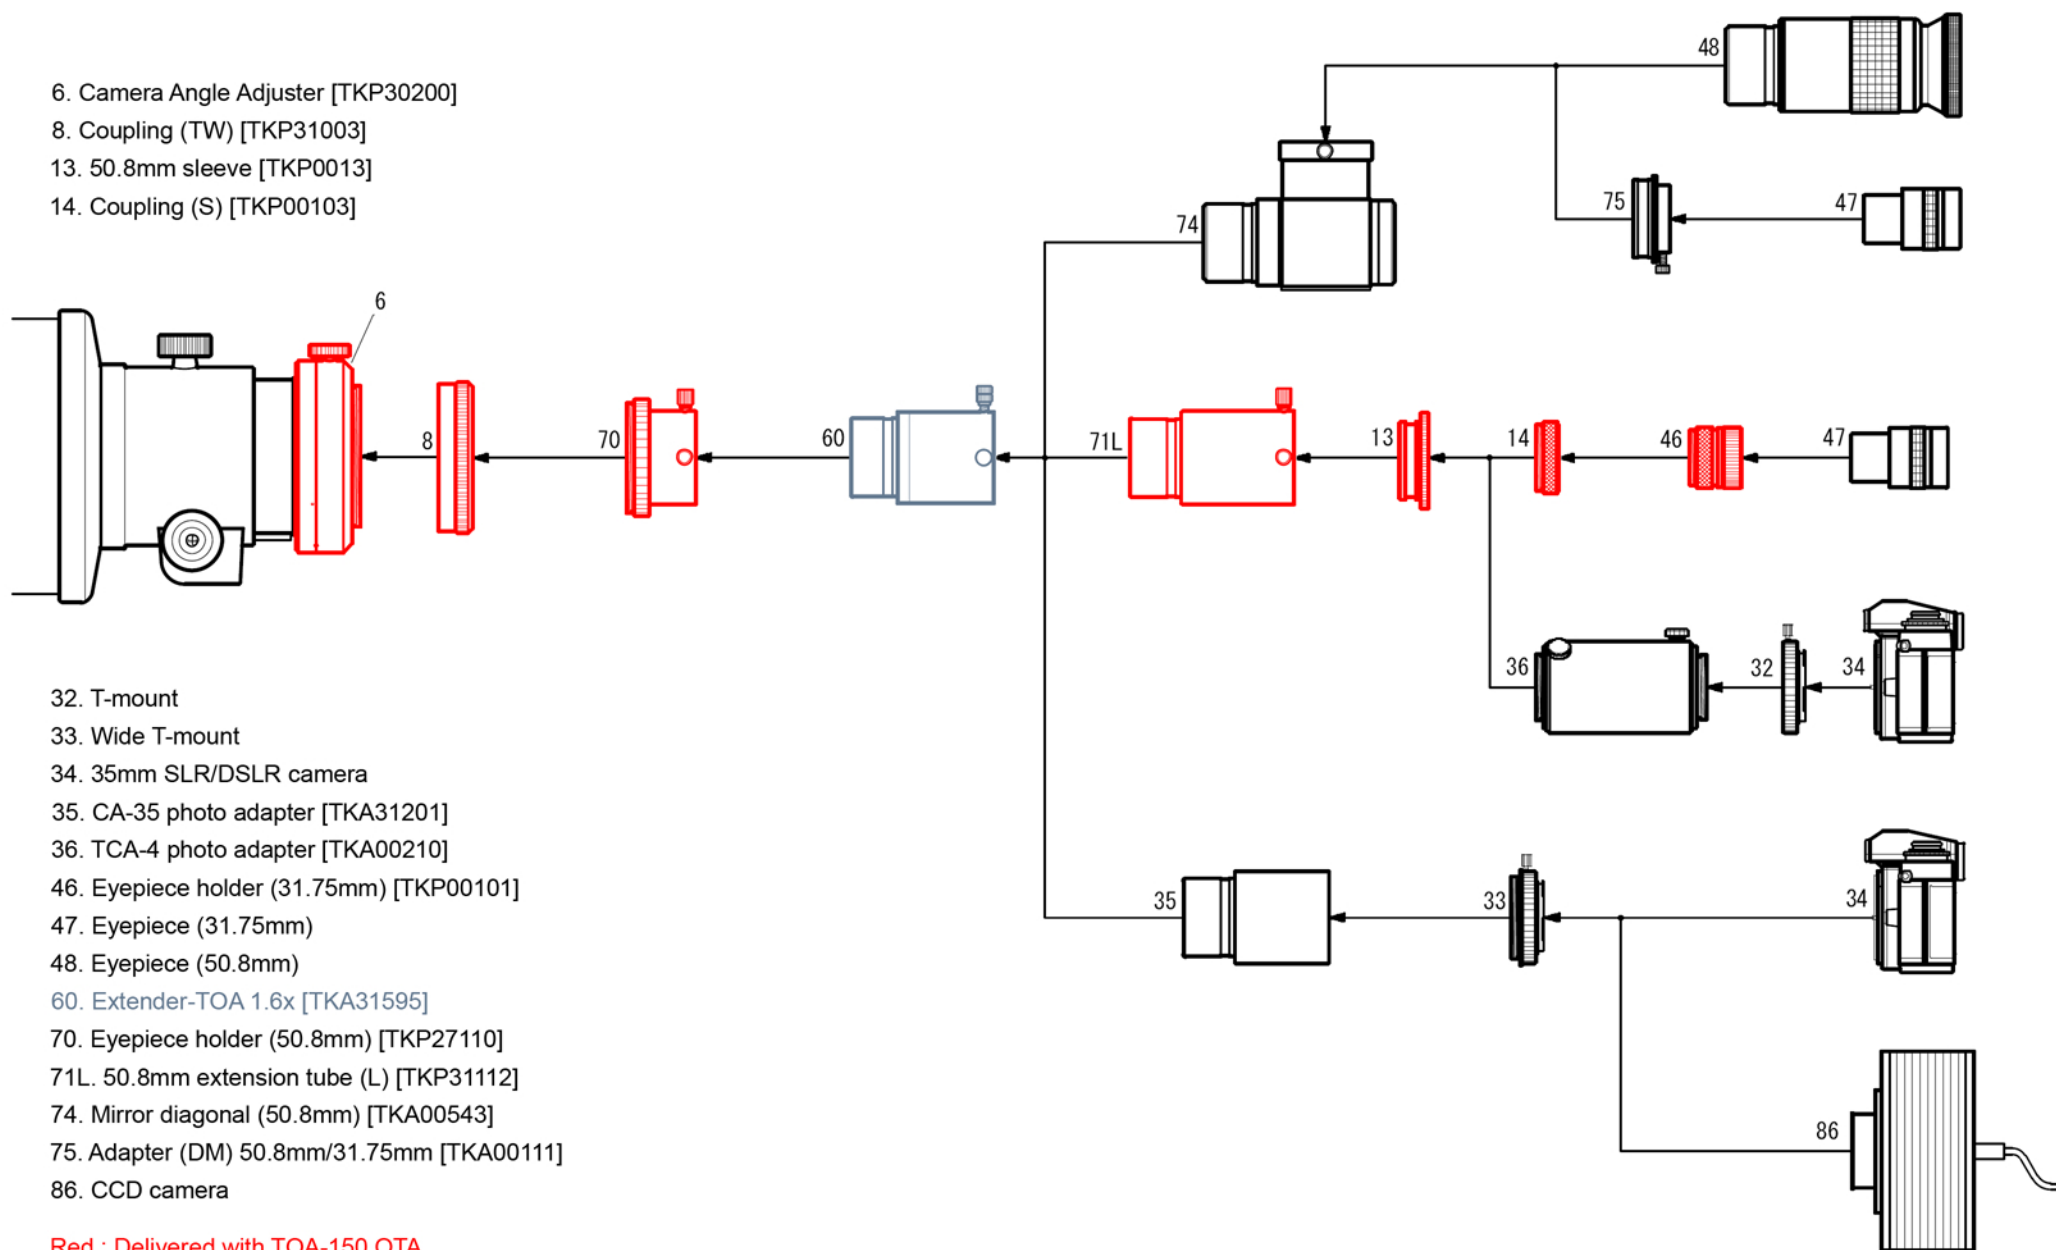 6. Camera Angle Adjuster [TKP30200]
8. Coupling (TW) [TKP31003]
13. 50.8mm sleeve [TKP0013]
14. Coupling (S) [TKP00103]
48
75
47
74
6
8
70
60
71L
13
14
46
47
36
32
34
35
33
34
86
32. T-mount
33. Wide T-mount
34. 35mm SLR/DSLR camera
35. CA-35 photo adapter [TKA31201]
36. TCA-4 photo adapter [TKA00210]
46. Eyepiece holder (31.75mm) [TKP00101]
47. Eyepiece (31.75mm)
48. Eyepiece (50.8mm)
60. Extender-TOA 1.6x [TKA31595]
70. Eyepiece holder (50.8mm) [TKP27110]
71L. 50.8mm extension tube (L) [TKP31112]
74. Mirror diagonal (50.8mm) [TKA00543]
75. Adapter (DM) 50.8mm/31.75mm [TKA00111]
86. CCD camera
Red : Delivered with TOA-150 OTA